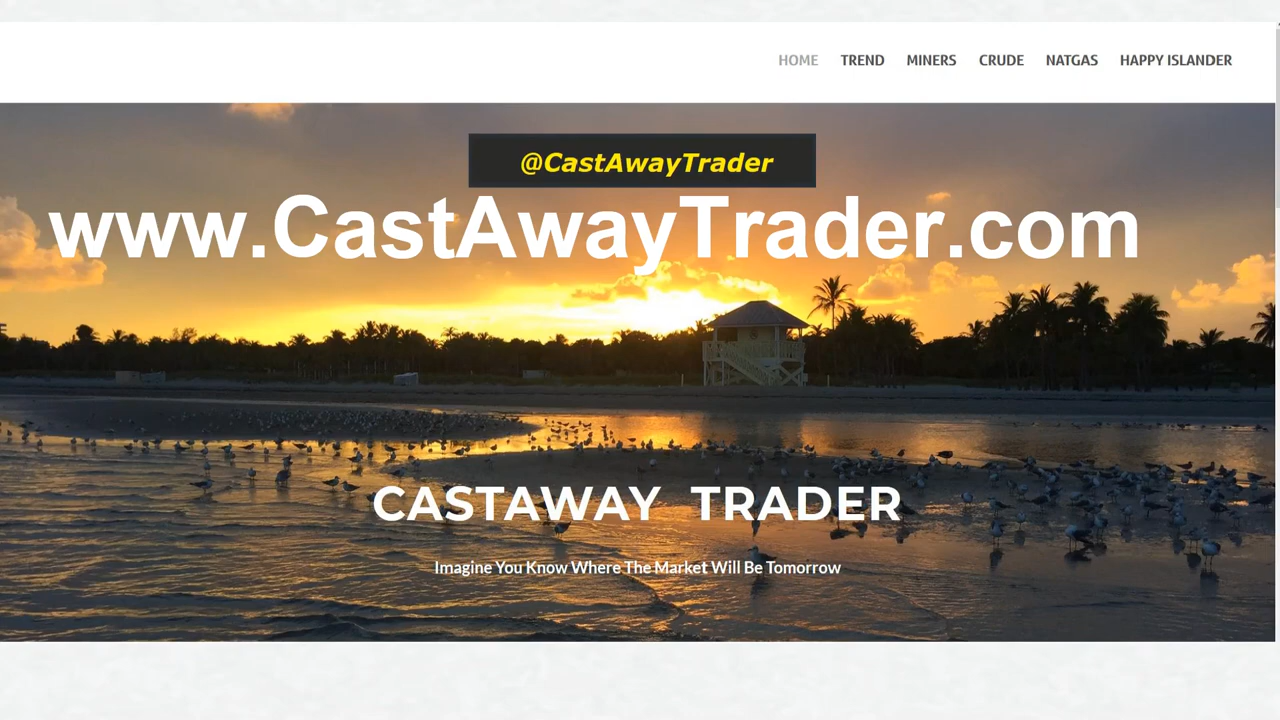 HOME TREND MINERS CRUDE NATGAS HAPPY ISLANDER
@CastAwayTrader
www.CastAwayTrader.com
CASTAWAY TRADER
Imagine You Know Where The Market Will Be Tomorrow